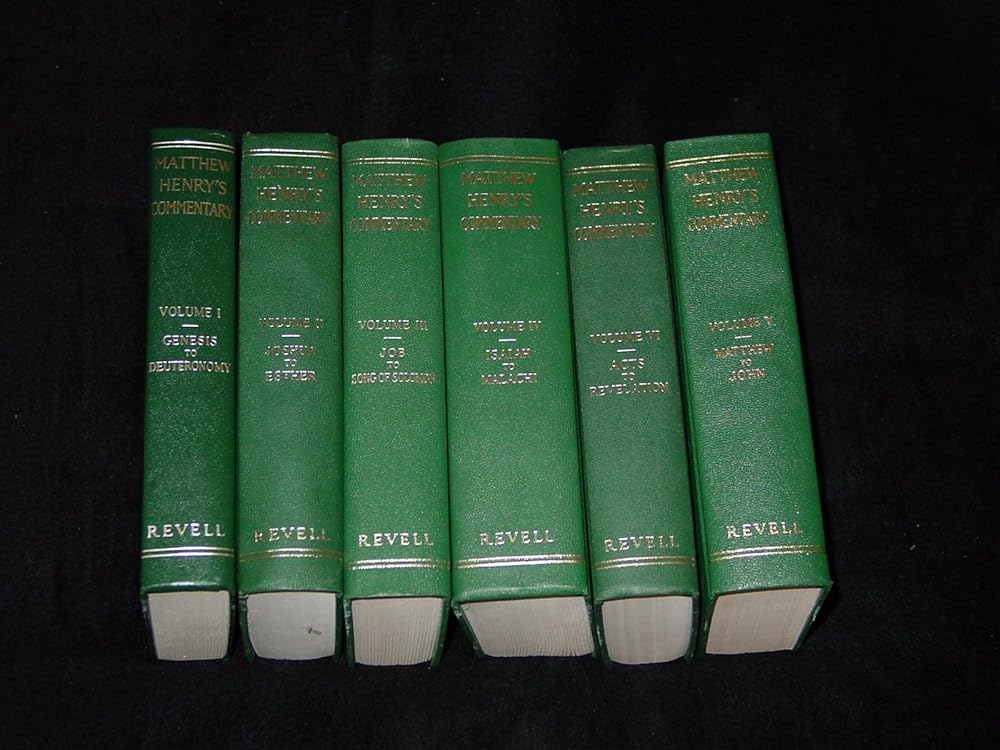 MATTHEW
HENRY'S
COMMENTARY
VOLUME I
GENESIS
TO
DEUTERONOMY
REVELL
MATTHEW
HENRY'S
COMMENTARY
VOLUME II
JOSHUA
TO
ESTHER
REVELL
MATTHEW
HENRY'S
COMMENTARY
VOLUME III
JOB
TO
SONG OF SOLOMON
REVELL
MATTHEW
HENRY'S
COMMENTARY
VOLUME IV
ISAIAH
TO
MALACHI
REVELL
MATTHEW
HENRY'S
COMMENTARY
VOLUME VI
ACTS
TO
REVELATION
REVELL
MATTHEW
HENRY'S
COMMENTARY
VOLUME V
MATTHEW
TO
JOHN
REVELL